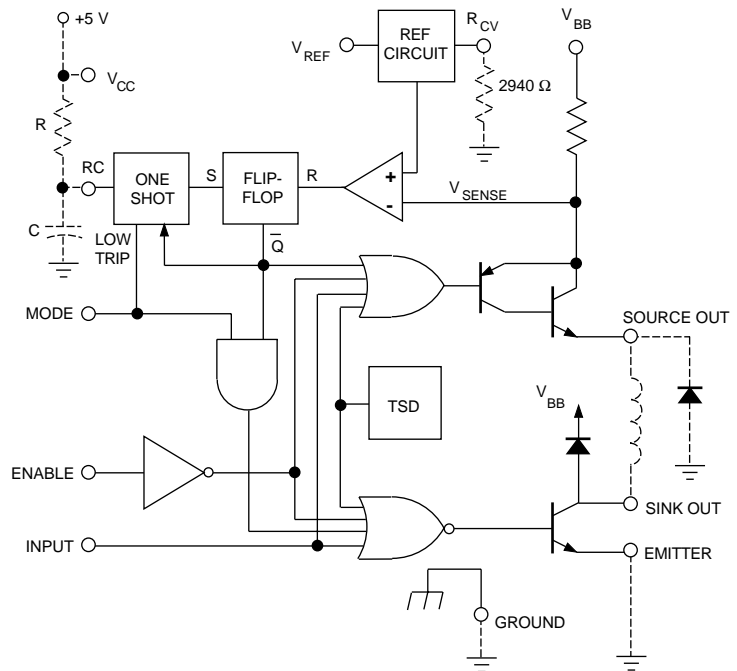 +5 V
V_CC
R
RC
C
ONE
SHOT
S
FLIP-
FLOP
R
Q̅
LOW
TRIP
V_REF
REF
CIRCUIT
R_CV
2940 Ω
V_BB
+
-
V_SENSE
MODE
SOURCE OUT
TSD
V_BB
ENABLE
SINK OUT
INPUT
EMITTER
GROUND